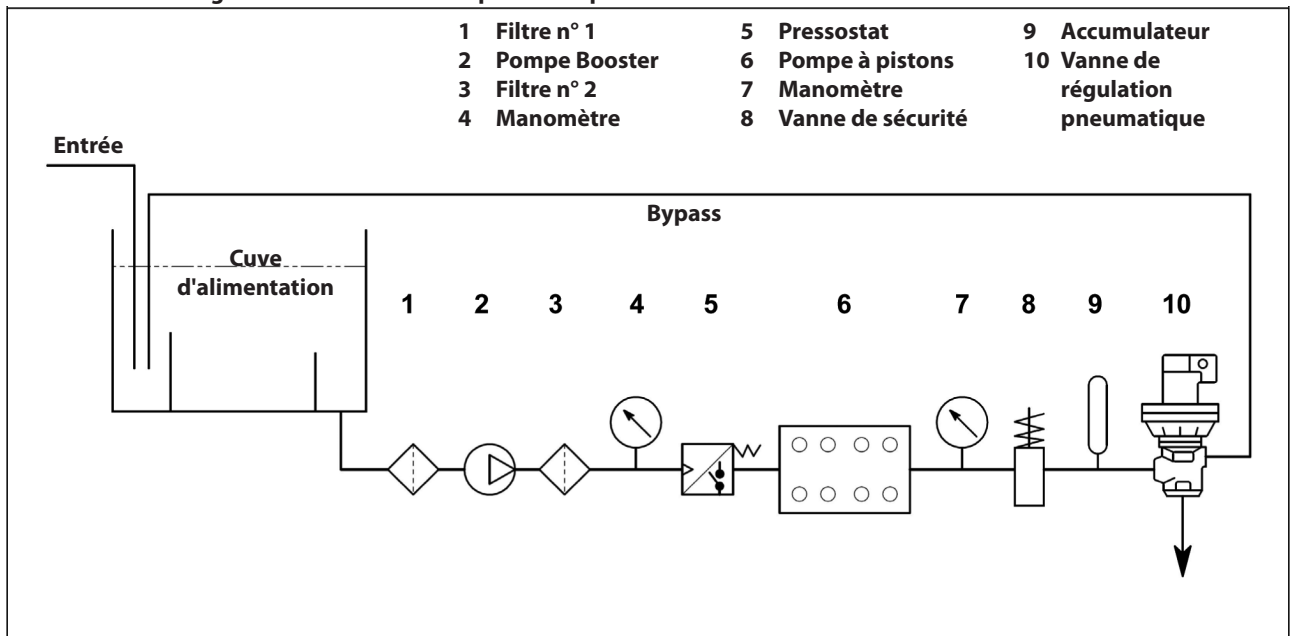 1 Filtre n° 1
2 Pompe Booster
3 Filtre n° 2
4 Manomètre
5 Pressostat
6 Pompe à pistons
7 Manomètre
8 Vanne de sécurité
9 Accumulateur
10 Vanne de
régulation
pneumatique
Entrée
Bypass
Cuve
d'alimentation
1 2 3 4 5 6 7 8 9 10